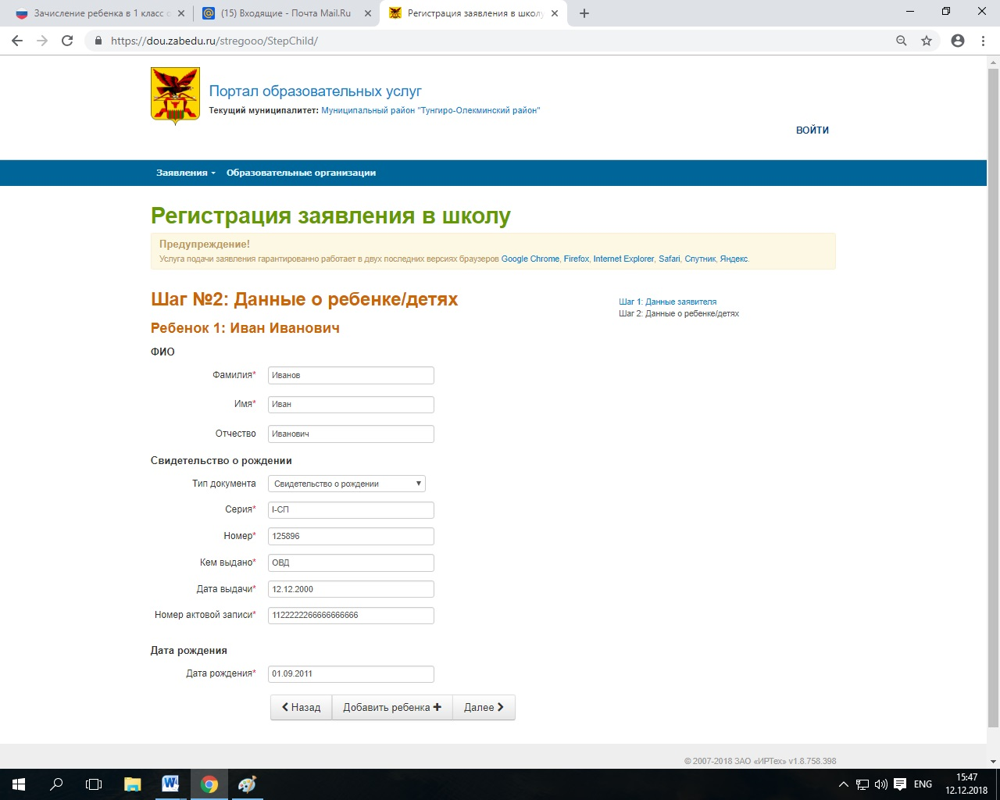 Зачисление ребенка в 1 класс о
(15) Входящие - Почта Mail.Ru
Регистрация заявления в школу
https://dou.zabedu.ru/stregooo/StepChild/
Портал образовательных услуг
Текущий муниципалитет: Муниципальный район "Тунгиро-Олекминский район"
ВОЙТИ
Заявления Образовательные организации
Регистрация заявления в школу
Предупреждение!
Услуга подачи заявления гарантированно работает в двух последних версиях браузеров Google Chrome, Firefox, Internet Explorer, Safari, Спутник, Яндекс.
Шаг №2: Данные о ребенке/детях
Шаг 1: Данные заявителя
Шаг 2: Данные о ребенке/детях
Ребенок 1: Иван Иванович
ФИО
Фамилия* Иванов
Имя* Иван
Отчество Иванович
Свидетельство о рождении
Тип документа Свидетельство о рождении
Серия* I-СП
Номер* 125896
Кем выдано* ОВД
Дата выдачи* 12.12.2000
Номер актовой записи* 1122222266666666666
Дата рождения
Дата рождения* 01.09.2011
Назад Добавить ребенка Далее
© 2007-2018 ЗАО «ИРТех» v1.8.758.398
ENG
15:47
12.12.2018